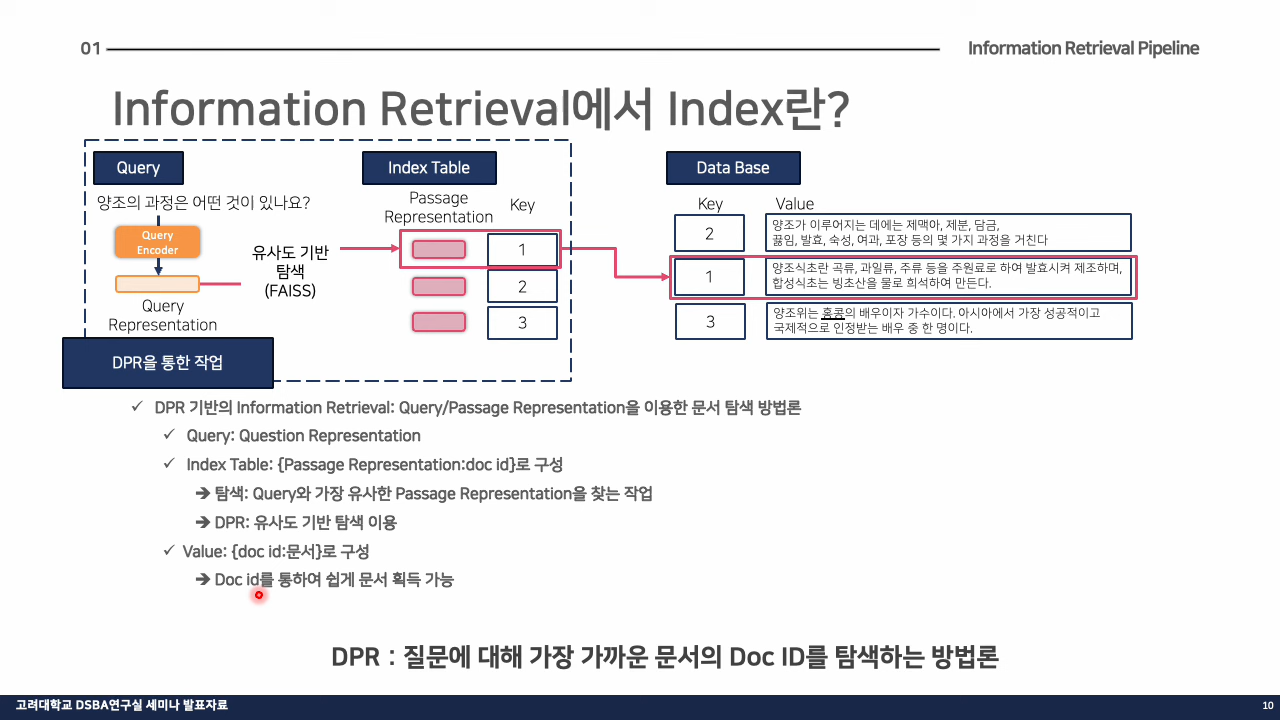 01
Information Retrieval Pipeline
Information Retrieval에서 Index란?
Query
양조의 과정은 어떤 것이 있나요?
Query
Encoder
Query
Representation
DPR을 통한 작업
유사도 기반
탐색
(FAISS)
Index Table
Passage
Representation
Key
1
2
3
Data Base
Key
Value
2
양조가 이루어지는 데에는 제맥아, 제분, 담금,
끓임, 발효, 숙성, 여과, 포장 등의 몇 가지 과정을 거친다
1
양조식초란 곡류, 과일류, 주류 등을 주원료로 하여 발효시켜 제조하며,
합성식초는 빙초산을 물로 희석하여 만든다.
3
양조위는 홍콩의 배우이자 가수이다. 아시아에서 가장 성공적이고
국제적으로 인정받는 배우 중 한 명이다.
✓ DPR 기반의 Information Retrieval: Query/Passage Representation을 이용한 문서 탐색 방법론
✓ Query: Question Representation
✓ Index Table: {Passage Representation:doc id}로 구성
➔ 탐색: Query와 가장 유사한 Passage Representation을 찾는 작업
➔ DPR: 유사도 기반 탐색 이용
✓ Value: {doc id:문서}로 구성
➔ Doc id를 통하여 쉽게 문서 획득 가능
DPR : 질문에 대해 가장 가까운 문서의 Doc ID를 탐색하는 방법론
고려대학교 DSBA연구실 세미나 발표자료
10